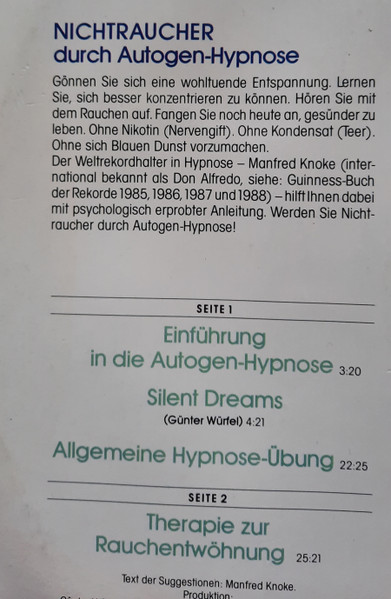 NICHTRAUCHER
durch Autogen-Hypnose
Gönnen Sie sich eine wohltuende Entspannung. Lernen
Sie, sich besser konzentrieren zu können. Hören Sie mit
dem Rauchen auf. Fangen Sie noch heute an, gesünder zu
leben. Ohne Nikotin (Nervengift). Ohne Kondensat (Teer).
Ohne sich Blauen Dunst vorzumachen.
Der Weltrekordhalter in Hypnose – Manfred Knoke (inter-
national bekannt als Don Alfredo, siehe: Guinness-Buch
der Rekorde 1985, 1986, 1987 und 1988) – hilft Ihnen dabei
mit psychologisch erprobter Anleitung. Werden Sie Nicht-
raucher durch Autogen-Hypnose!
SEITE 1
Einführung
in die Autogen-Hypnose 3:20
Silent Dreams
(Günter Würfel) 4:21
Allgemeine Hypnose-Übung 22:25
SEITE 2
Therapie zur
Rauchentwöhnung 25:21
Text der Suggestionen: Manfred Knoke.
Produktion: